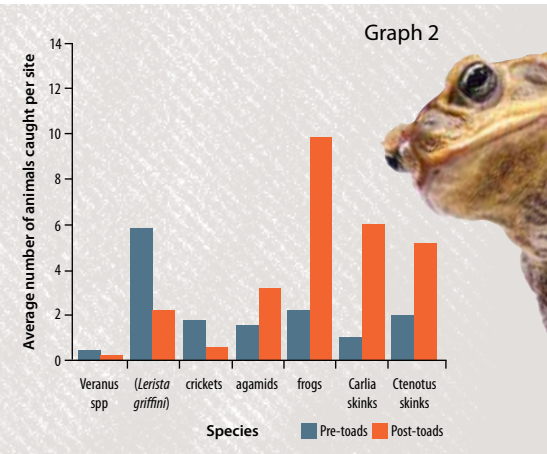 Graph 2
Average number of animals caught per site
14
12
10
8
6
4
2
0
Veranus spp
(Lerista griffini)
crickets
agamids
frogs
Carlia skinks
Ctenotus skinks
Species
Pre-toads
Post-toads